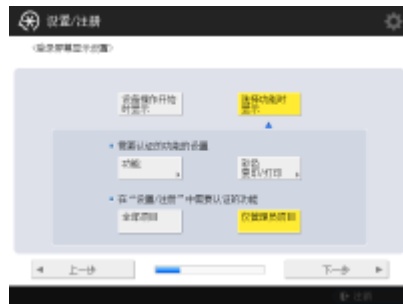 设置/注册
<登录屏幕显示设置>
设备操作开始
时显示
选择功能时
显示
需要认证的功能的设置
功能
彩色
复印/打印
在“设置/注册”中需要认证的功能
全部项目
仅管理员项目
上一步
下一步
注销